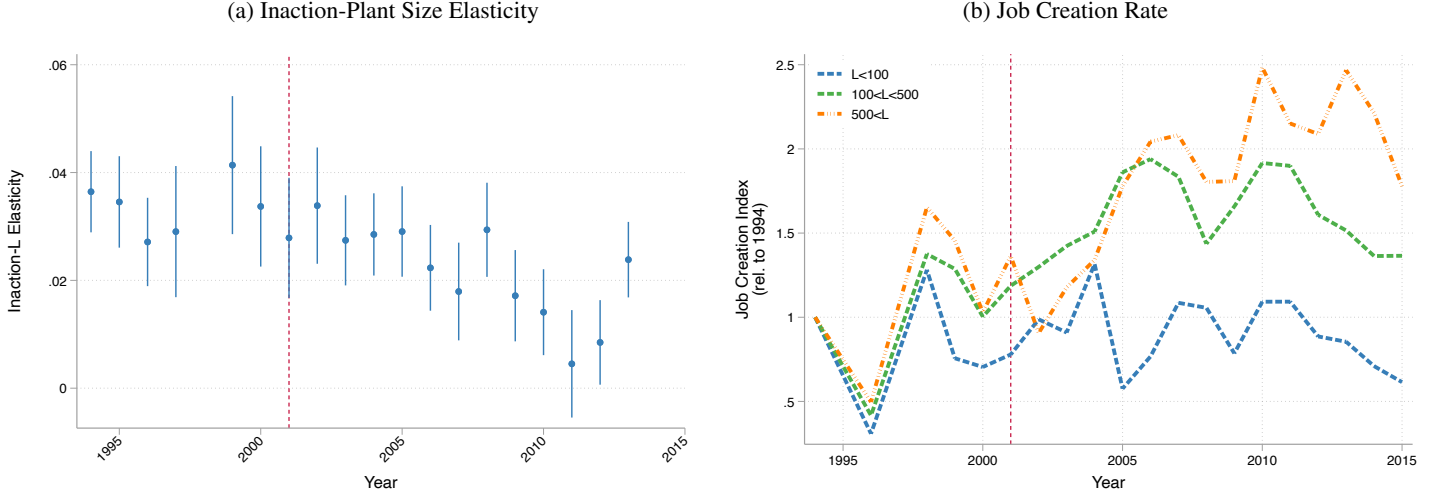 (a) Inaction-Plant Size Elasticity
.06
.04
.02
0
Inaction-L Elasticity
1995
2000
2005
2010
2015
Year
(b) Job Creation Rate
L<100
100<L<500
500<L
2.5
2
1.5
1
.5
Job Creation Index
(rel. to 1994)
1995
2000
2005
2010
2015
Year